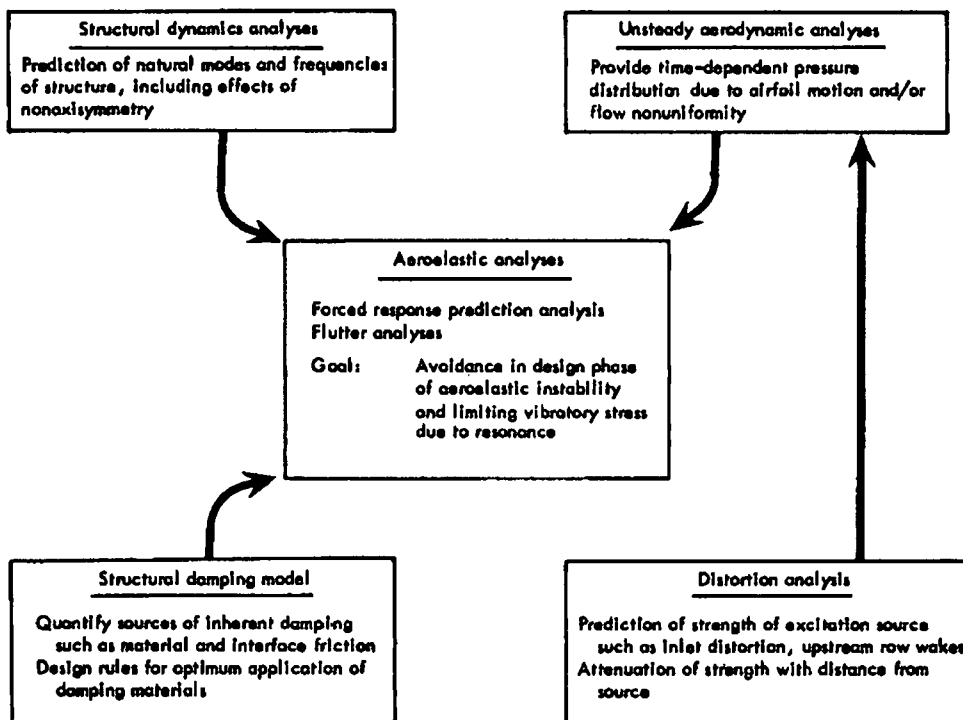 Structural dynamics analyses
Prediction of natural modes and frequencies
of structure, including effects of
nonaxisymmetry
Unsteady aerodynamic analyses
Provide time-dependent pressure
distribution due to airfoil motion and/or
flow nonuniformity
Aeroelastic analyses
Forced response prediction analysis
Flutter analyses
Goal: Avoidance in design phase
of aeroelastic instability
and limiting vibratory stress
due to resonance
Structural damping model
Quantify sources of inherent damping
such as material and interface friction
Design rules for optimum application of
damping materials
Distortion analysis
Prediction of strength of excitation source
such as inlet distortion, upstream row wakes
Attenuation of strength with distance from
source